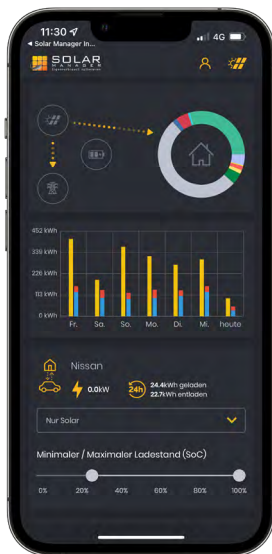 11:30
4G
◀ Solar Manager In...
SOLAR
MANAGER
452 kWh
339 kWh
226 kWh
113 kWh
0 kWh
Fr. Sa. So. Mo. Di. Mi. heute
Nissan
0.0kW
24h
24.4kWh geladen
22.7kWh entladen
Nur Solar
Minimaler / Maximaler Ladestand (SoC)
0% 20% 40% 60% 80% 100%